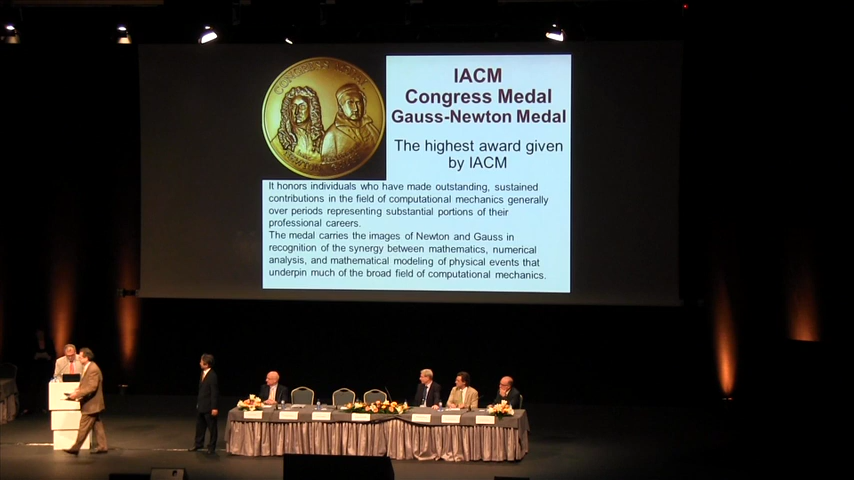 CONGRESS MEDAL
IACM
Congress Medal
Gauss-Newton Medal
The highest award given
by IACM
It honors individuals who have made outstanding, sustained
contributions in the field of computational mechanics generally
over periods representing substantial portions of their
professional careers.
The medal carries the images of Newton and Gauss in
recognition of the synergy between mathematics, numerical
analysis, and mathematical modeling of physical events that
underpin much of the broad field of computational mechanics.